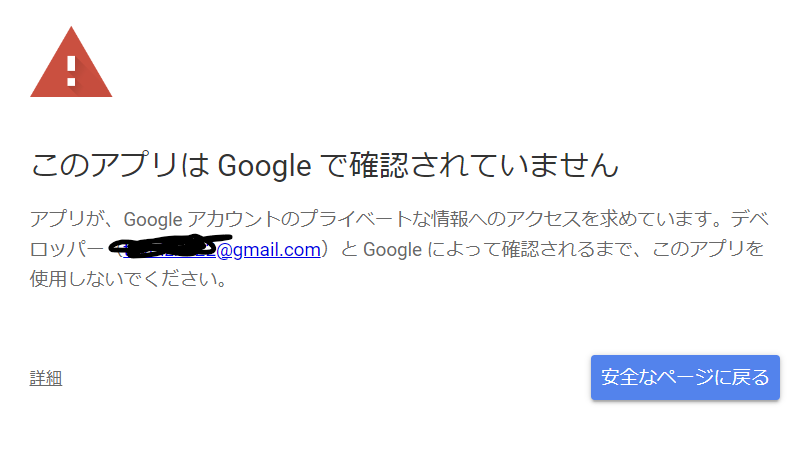 このアプリは Google で確認されていません
アプリが、Google アカウントのプライベートな情報へのアクセスを求めています。デベ
ロッパー（@gmail.com）と Google によって確認されるまで、このアプリを
使用しないでください。
詳細
安全なページに戻る